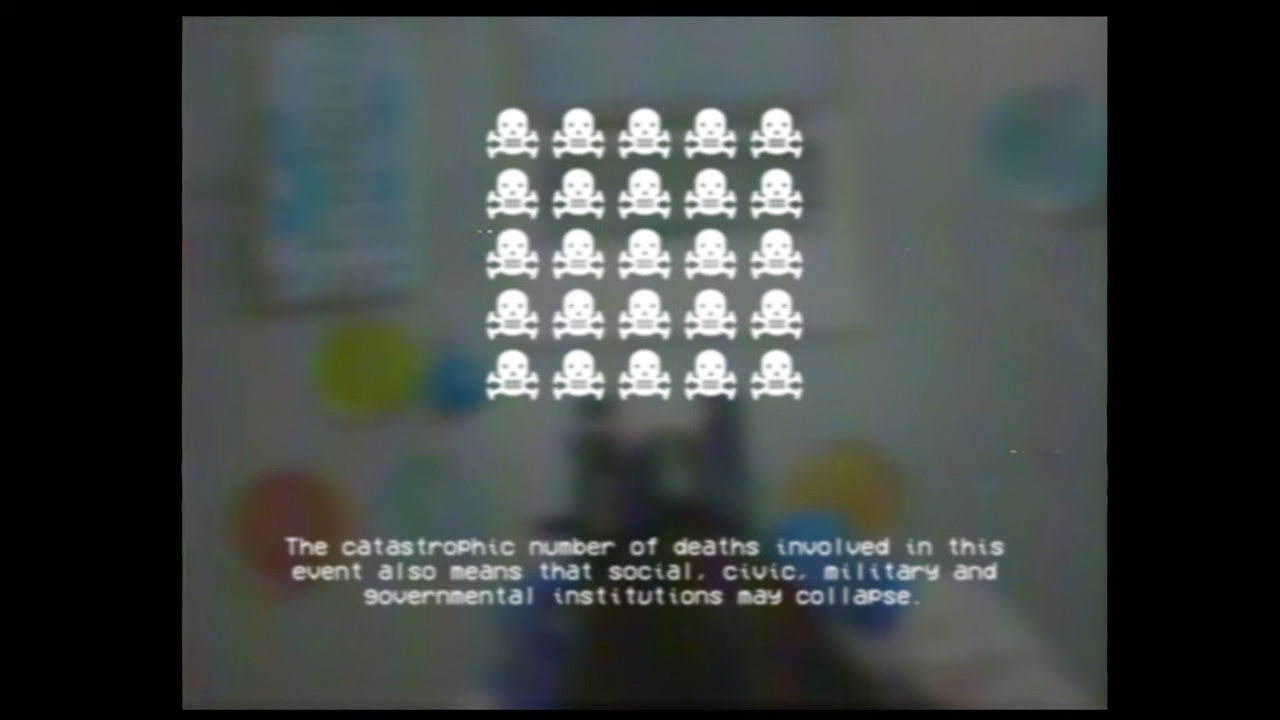 The catastrophic number of deaths involved in this
event also means that social, civic, military and
governmental institutions may collapse.